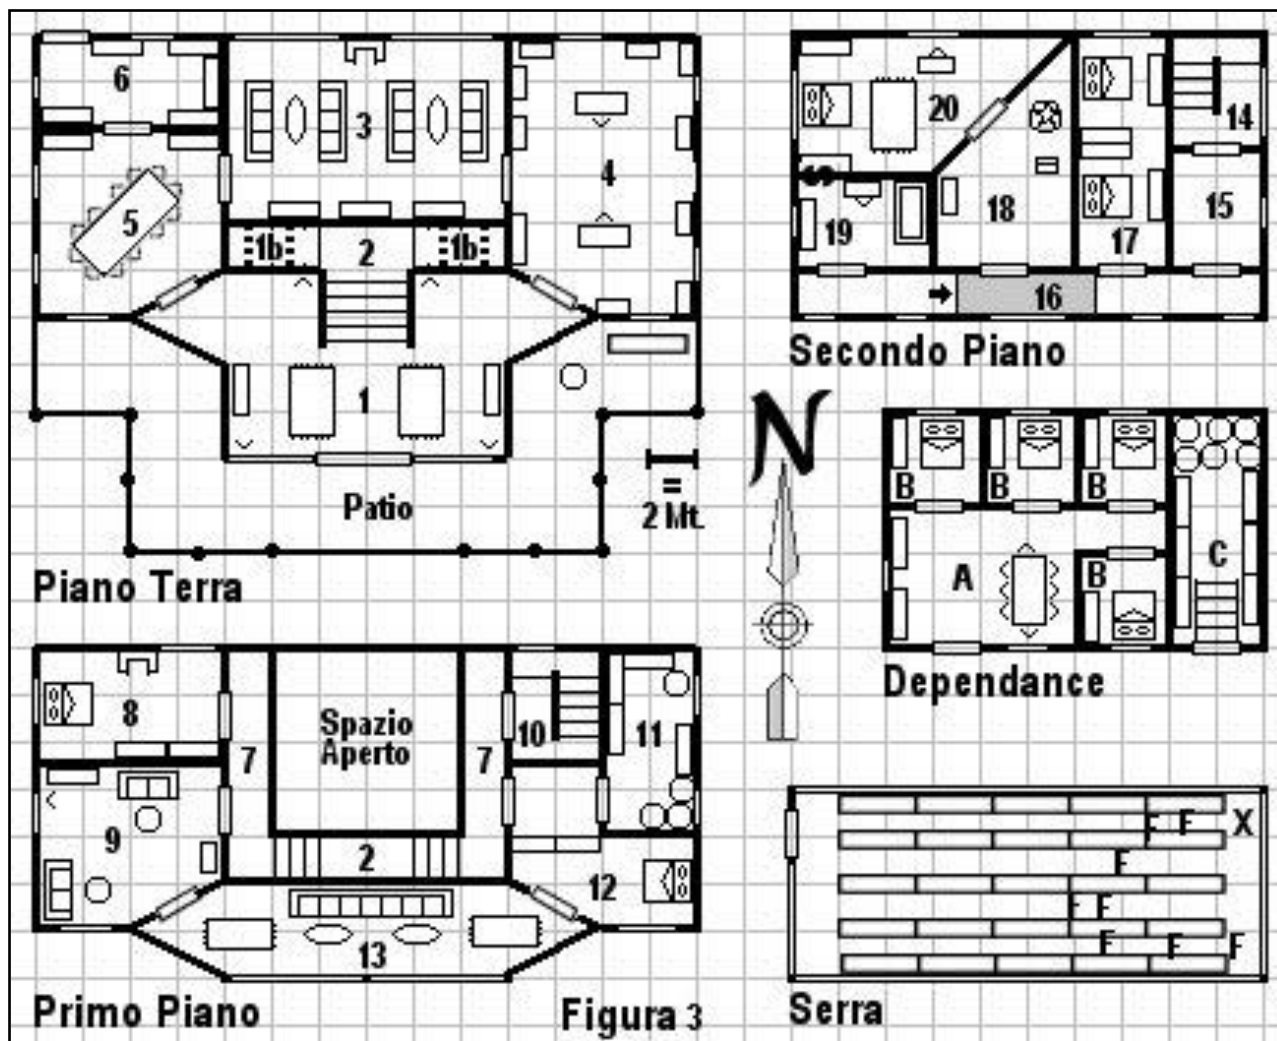 6
3
4
5
1b
2
1b
1
Patio
=
2 Mt.
Piano Terra
20
14
18
15
19
17
16
Secondo Piano
N
B
B
B
A
B
C
Dependance
8
Spazio
Aperto
10
11
7
7
9
2
12
13
Primo Piano
Figura 3
F
F
X
F
F
F
F
F
F
Serra